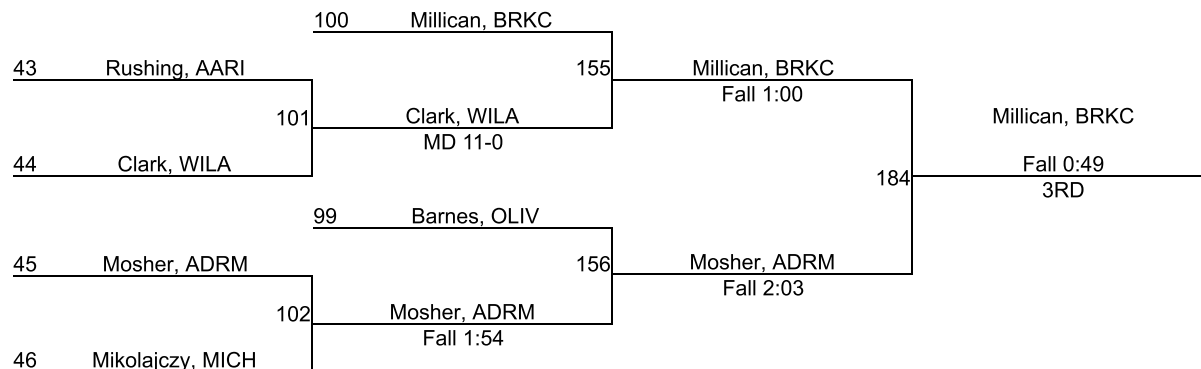 100 Millican, BRKC
43 Rushing, AARI
155 Millican, BRKC
Fall 1:00
101 Clark, WILA
MD 11-0
Millican, BRKC
44 Clark, WILA
Fall 0:49
184
3RD
99 Barnes, OLIV
45 Mosher, ADRM
156 Mosher, ADRM
Fall 2:03
102 Mosher, ADRM
Fall 1:54
46 Mikolajczy, MICH